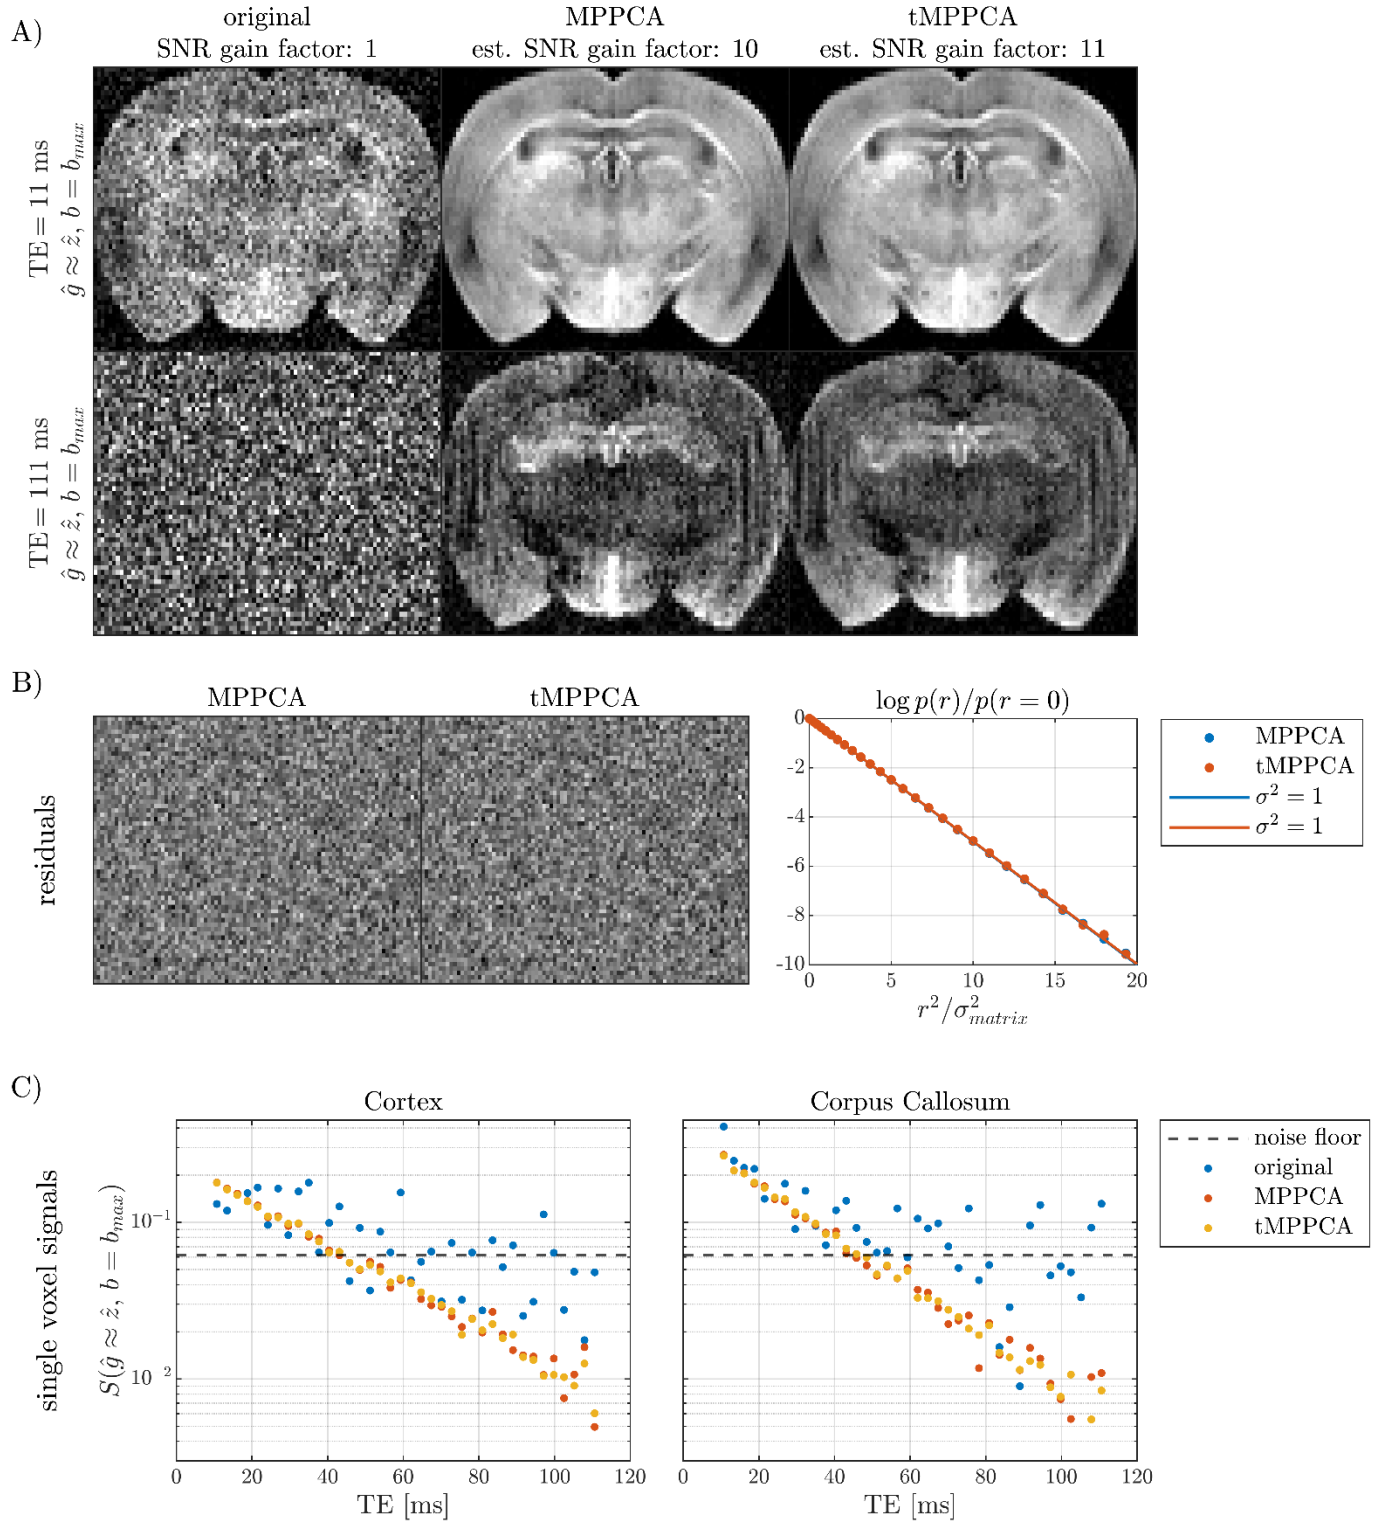 A)
original
SNR gain factor: 1
MPPCA
est. SNR gain factor: 10
tMPPCA
est. SNR gain factor: 11
TE = 11 ms
ĝ ≈ ẑ, b = b_max
TE = 111 ms
ĝ ≈ ẑ, b = b_max
B)
MPPCA
tMPPCA
residuals
log p(r)/p(r = 0)
0
-2
-4
-6
-8
-10
0 5 10 15 20
r²/σ²_matrix
MPPCA
tMPPCA
σ² = 1
σ² = 1
C)
single voxel signals
S(ĝ ≈ ẑ, b = b_max)
Cortex
10⁻¹
10⁻²
0 20 40 60 80 100 120
TE [ms]
Corpus Callosum
0 20 40 60 80 100 120
TE [ms]
noise floor
original
MPPCA
tMPPCA